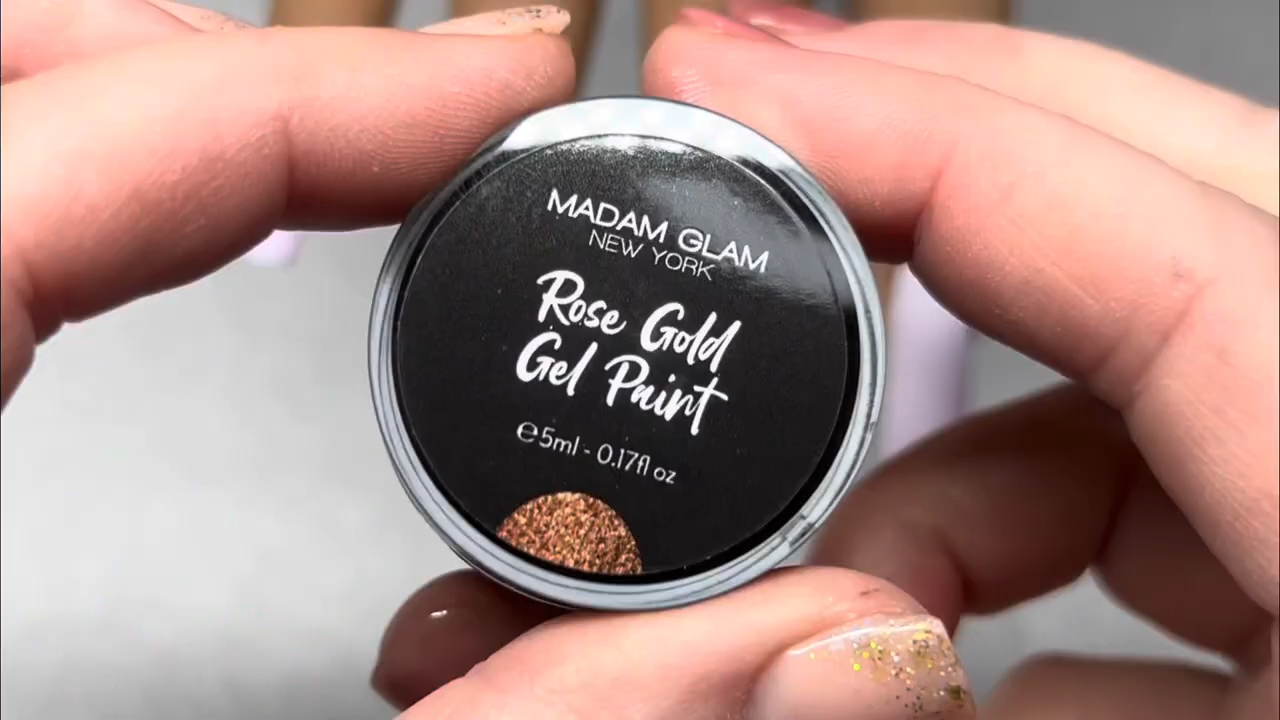 MADAM GLAM
NEW YORK
Rose Gold
Gel Paint
℮5ml - 0.17fl oz